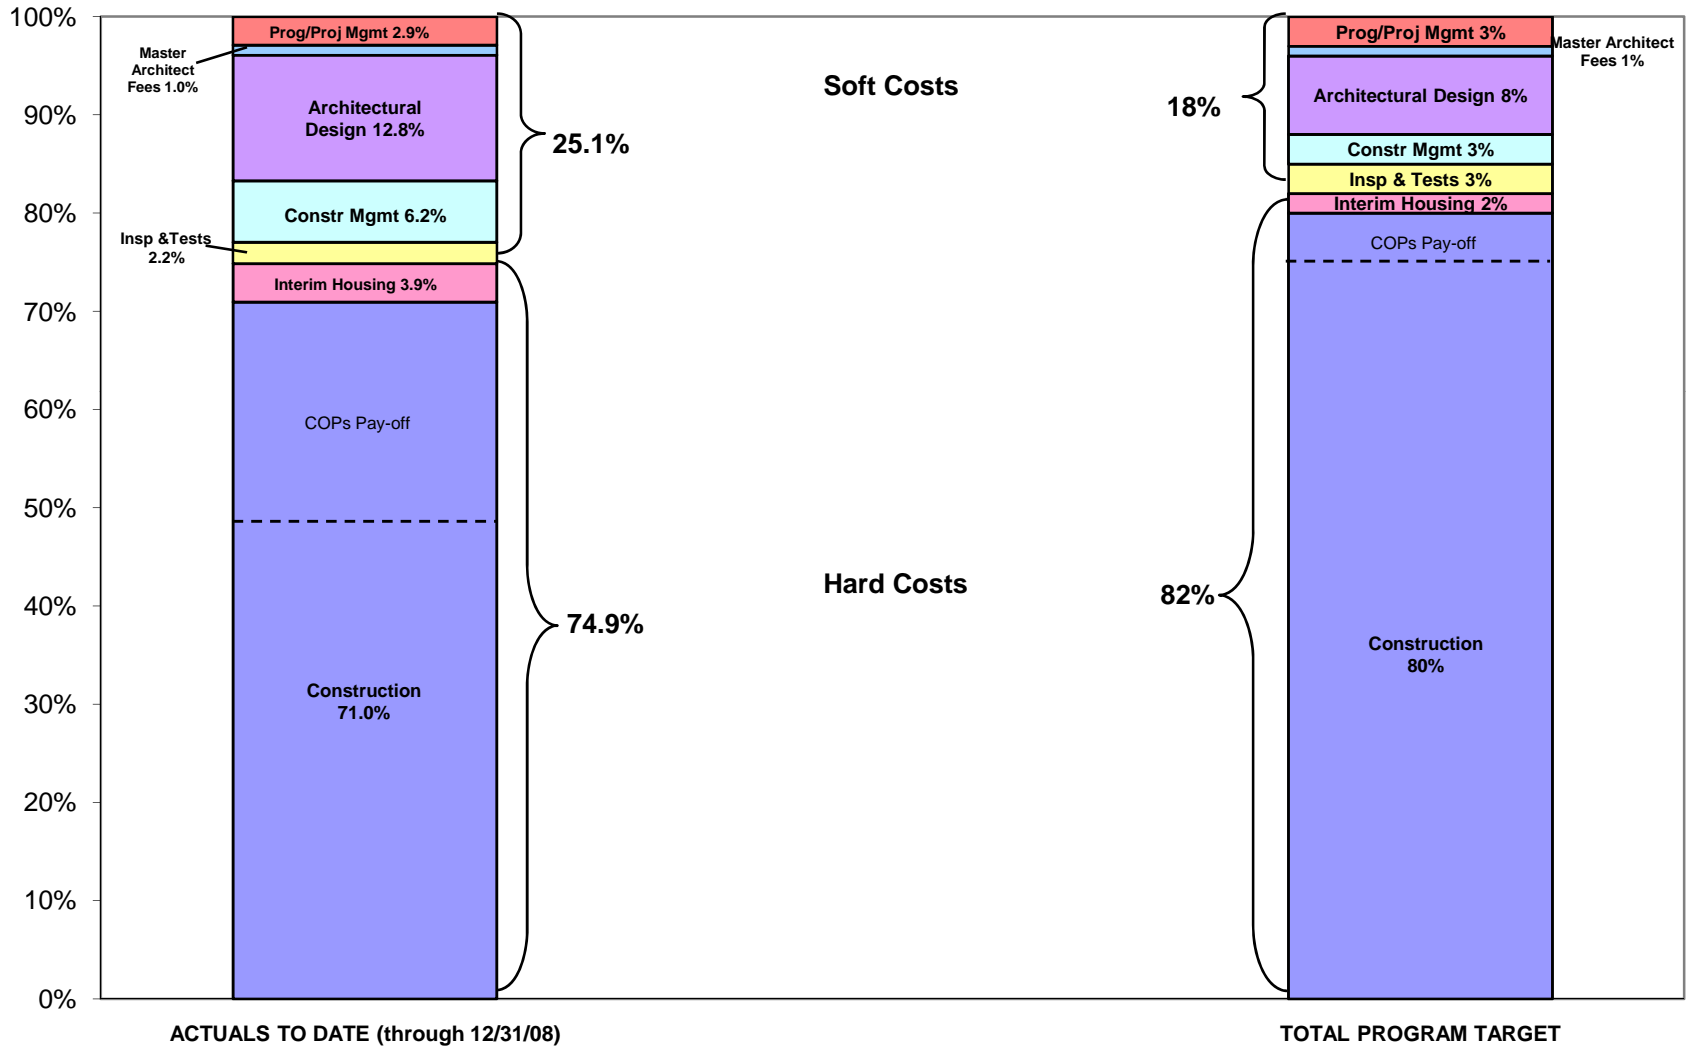 100%
90%
80%
70%
60%
50%
40%
30%
20%
10%
0%
Prog/Proj Mgmt 2.9%
Master
Architect
Fees 1.0%
Architectural
Design 12.8%
Constr Mgmt 6.2%
Insp &Tests
2.2%
Interim Housing 3.9%
COPs Pay-off
Construction
71.0%
25.1%
74.9%
Soft Costs
Hard Costs
18%
82%
Prog/Proj Mgmt 3%
Master Architect
Fees 1%
Architectural Design 8%
Constr Mgmt 3%
Insp & Tests 3%
Interim Housing 2%
COPs Pay-off
Construction
80%
ACTUALS TO DATE (through 12/31/08)
TOTAL PROGRAM TARGET